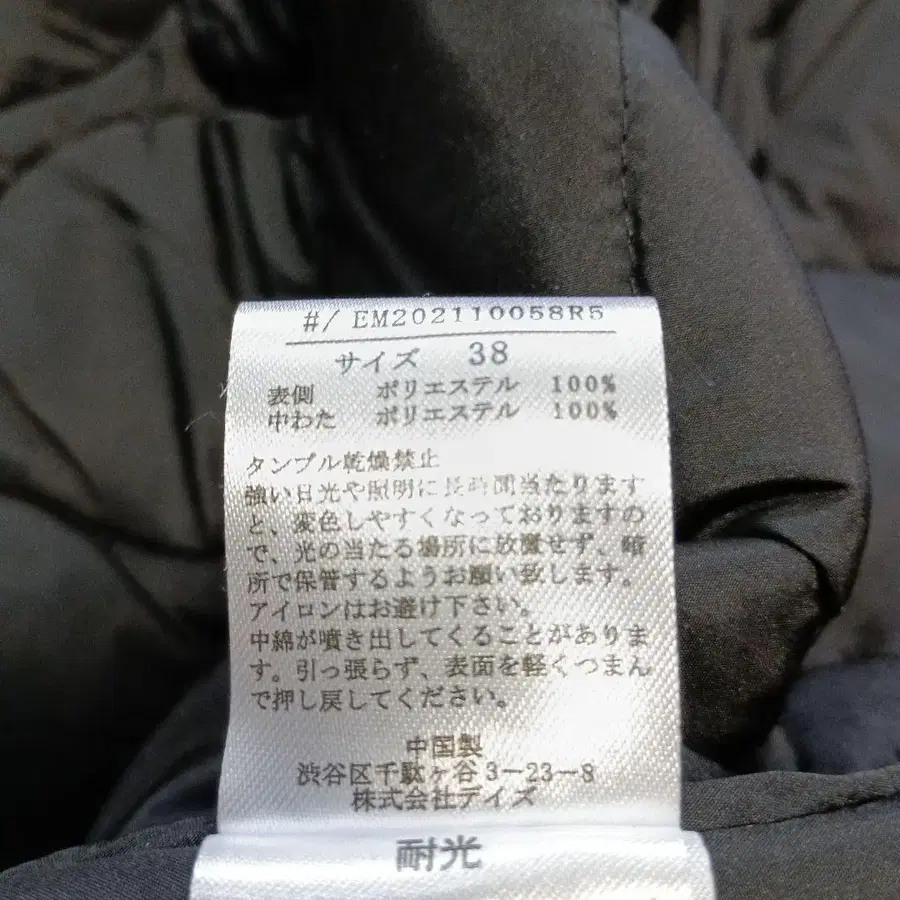 #/ EM202110058R5
サイズ 38
表側 ポリエステル 100%
中わた ポリエステル 100%
タンブル乾燥禁止
強い日光や照明に長時間当たります
と、変色しやすくなっておりますの
で、光の当たる場所に放置せず、暗
所で保管するようお願い致します。
アイロンはお避け下さい。
中綿が噴き出してくることがありま
す。引っ張らず、表面を軽くつまん
で押し戻してください。
中国製
渋谷区千駄ヶ谷3-23-8
株式会社デイズ
耐光